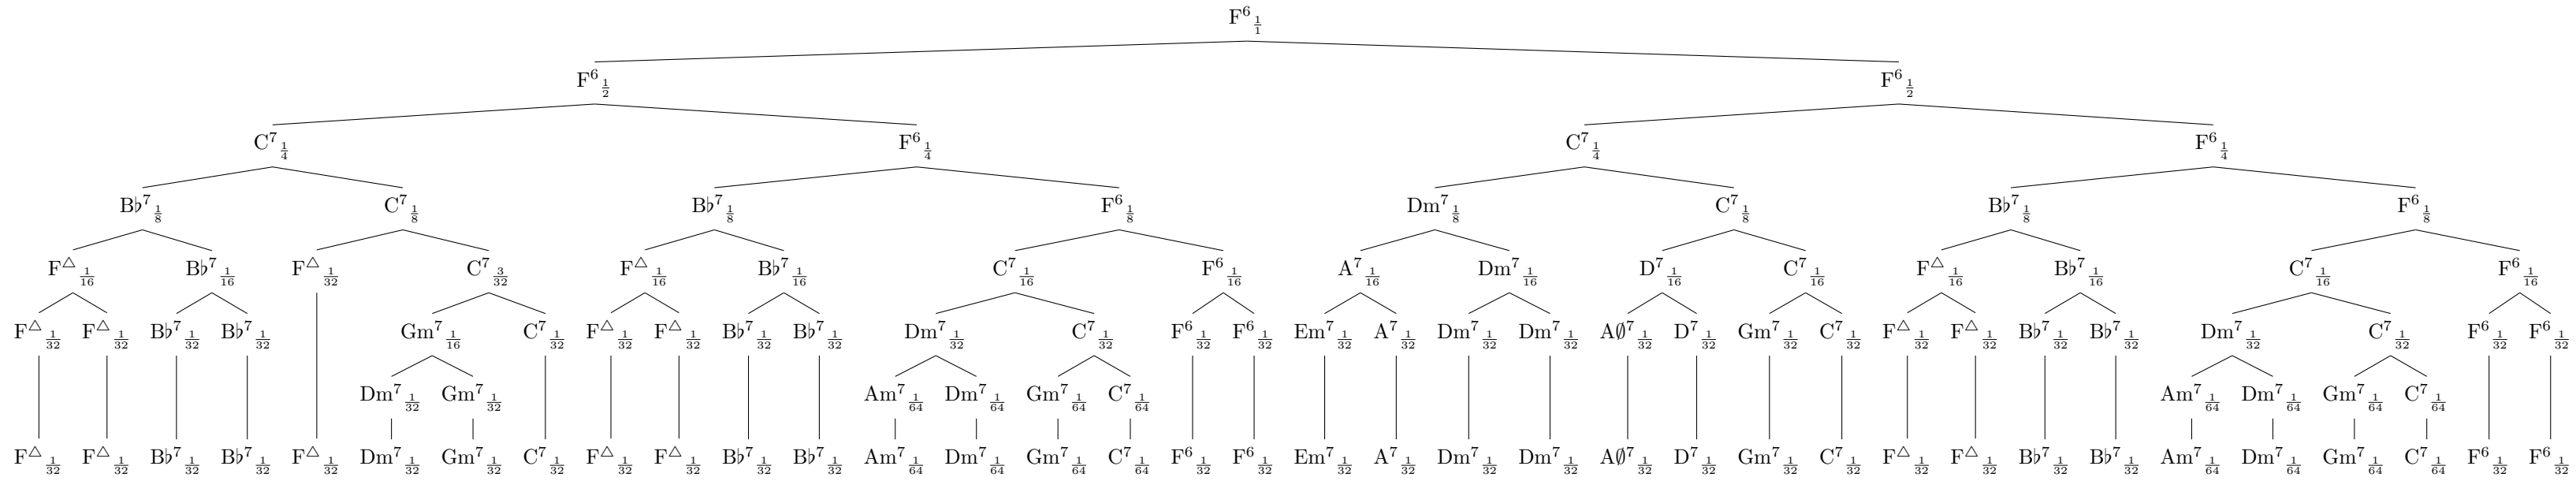 F⁶ 1/1
F⁶ 1/2 F⁶ 1/2
C⁷ 1/4 F⁶ 1/4 C⁷ 1/4 F⁶ 1/4
B♭⁷ 1/8 C⁷ 1/8 B♭⁷ 1/8 F⁶ 1/8 Dm⁷ 1/8 C⁷ 1/8 B♭⁷ 1/8 F⁶ 1/8
F△ 1/16 B♭⁷ 1/16 F△ 1/32 C⁷ 3/32 F△ 1/16 B♭⁷ 1/16 C⁷ 1/16 F⁶ 1/16 A⁷ 1/16 Dm⁷ 1/16 D⁷ 1/16 C⁷ 1/16 F△ 1/16 B♭⁷ 1/16 C⁷ 1/16 F⁶ 1/16
F△ 1/32 F△ 1/32 B♭⁷ 1/32 B♭⁷ 1/32 Gm⁷ 1/16 C⁷ 1/32 F△ 1/32 F△ 1/32 B♭⁷ 1/32 B♭⁷ 1/32 Dm⁷ 1/32 C⁷ 1/32 F⁶ 1/32 F⁶ 1/32 Em⁷ 1/32 A⁷ 1/32 Dm⁷ 1/32 Dm⁷ 1/32 A∅⁷ 1/32 D⁷ 1/32 Gm⁷ 1/32 C⁷ 1/32 F△ 1/32 F△ 1/32 B♭⁷ 1/32 B♭⁷ 1/32 Dm⁷ 1/32 C⁷ 1/32 F⁶ 1/32 F⁶ 1/32
Dm⁷ 1/32 Gm⁷ 1/32 Am⁷ 1/64 Dm⁷ 1/64 Gm⁷ 1/64 C⁷ 1/64 Am⁷ 1/64 Dm⁷ 1/64 Gm⁷ 1/64 C⁷ 1/64
F△ 1/32 F△ 1/32 B♭⁷ 1/32 B♭⁷ 1/32 F△ 1/32 Dm⁷ 1/32 Gm⁷ 1/32 C⁷ 1/32 F△ 1/32 F△ 1/32 B♭⁷ 1/32 B♭⁷ 1/32 Am⁷ 1/64 Dm⁷ 1/64 Gm⁷ 1/64 C⁷ 1/64 F⁶ 1/32 F⁶ 1/32 Em⁷ 1/32 A⁷ 1/32 Dm⁷ 1/32 Dm⁷ 1/32 A∅⁷ 1/32 D⁷ 1/32 Gm⁷ 1/32 C⁷ 1/32 F△ 1/32 F△ 1/32 B♭⁷ 1/32 B♭⁷ 1/32 Am⁷ 1/64 Dm⁷ 1/64 Gm⁷ 1/64 C⁷ 1/64 F⁶ 1/32 F⁶ 1/32